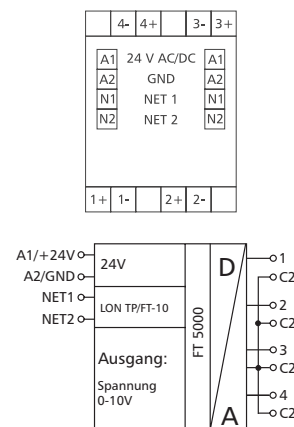 4- 4+ 3- 3+
A1 24 V AC/DC A1
A2 GND A2
N1 NET 1 N1
N2 NET 2 N2
1+ 1- 2+ 2-
A1/+24V 24V D 1
A2/GND C2
NET1 LON TP/FT-10 2
NET2 C2
FT 5000
Ausgang: 3
C2
Spannung
0-10V 4
A C2